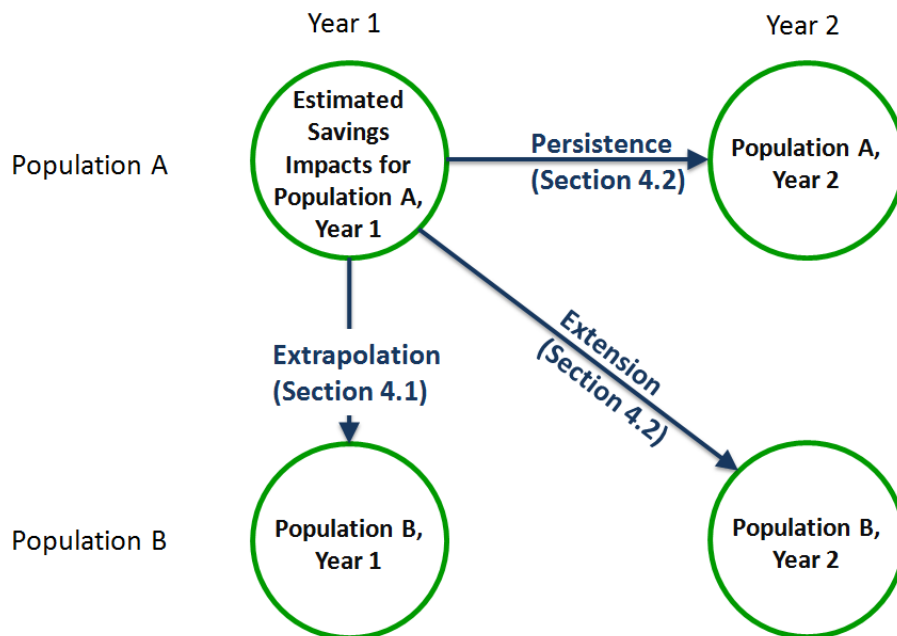 Year 1
Year 2
Population A
Estimated
Savings
Impacts for
Population A,
Year 1
Persistence
(Section 4.2)
Population A,
Year 2
Extrapolation
(Section 4.1)
Extension
(Section 4.2)
Population B
Population B,
Year 1
Population B,
Year 2